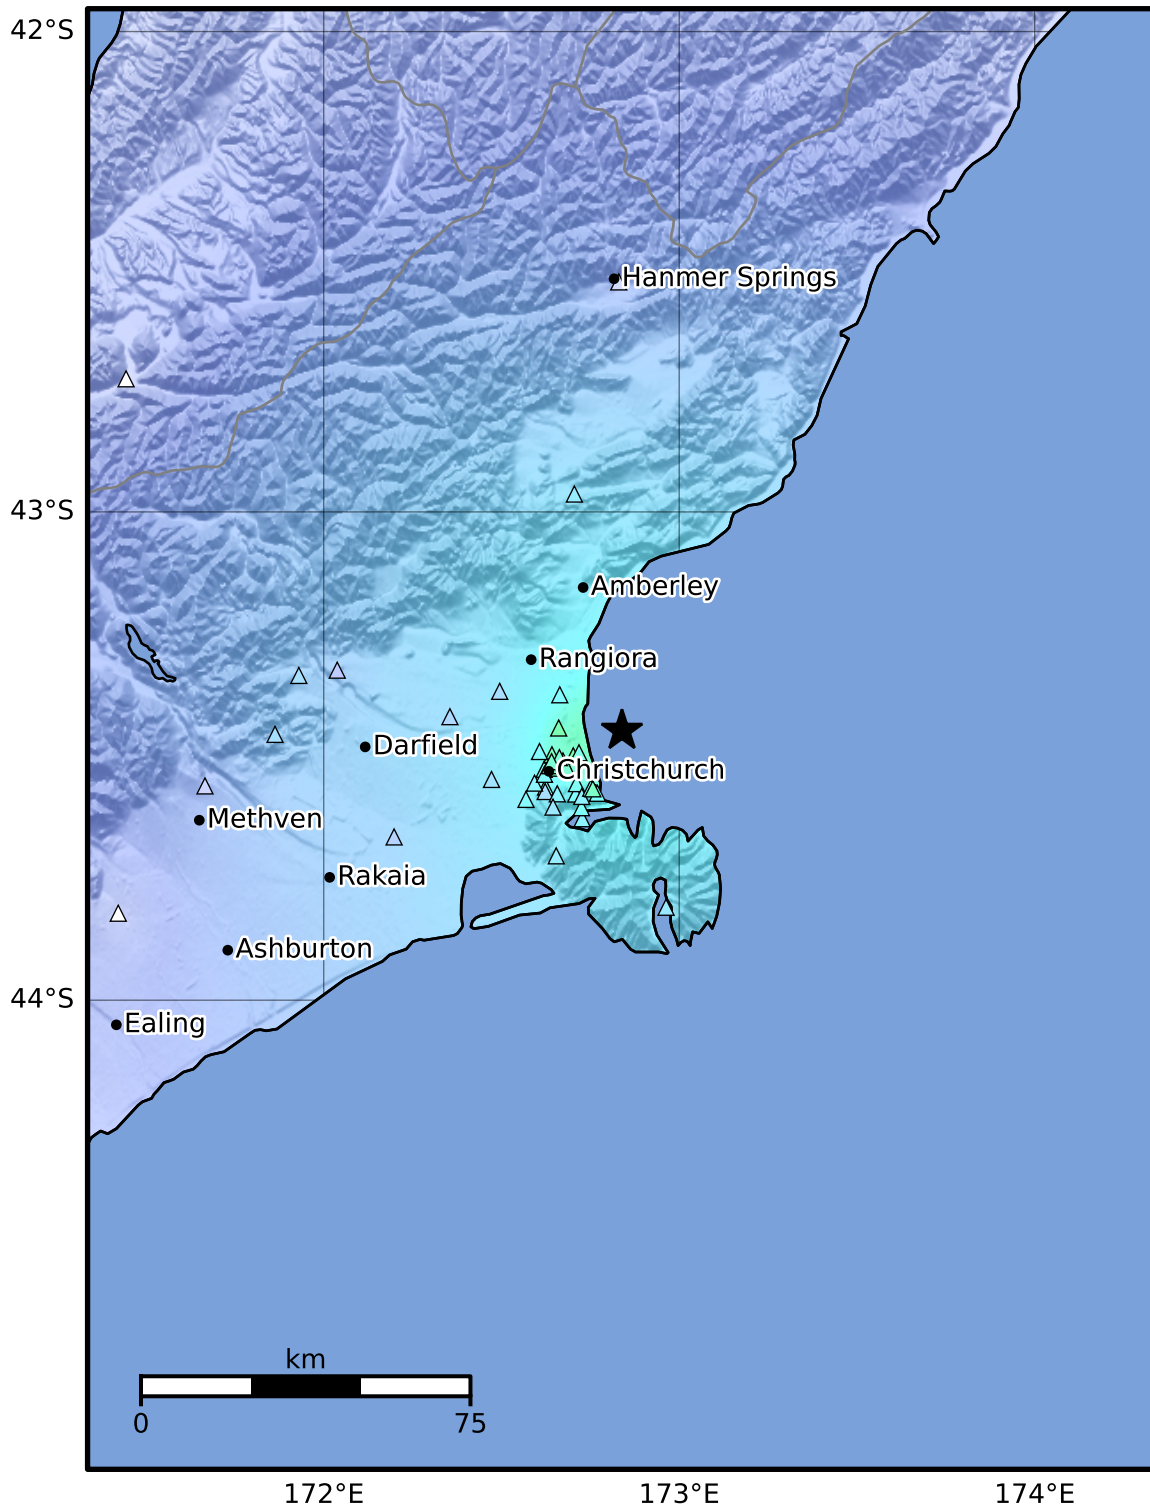 42°S
Hanmer Springs
43°S
Amberley
Rangiora
Darfield
Christchurch
Methven
Rakaia
Ashburton
44°S
Ealing
km
0 75
172°E 173°E 174°E